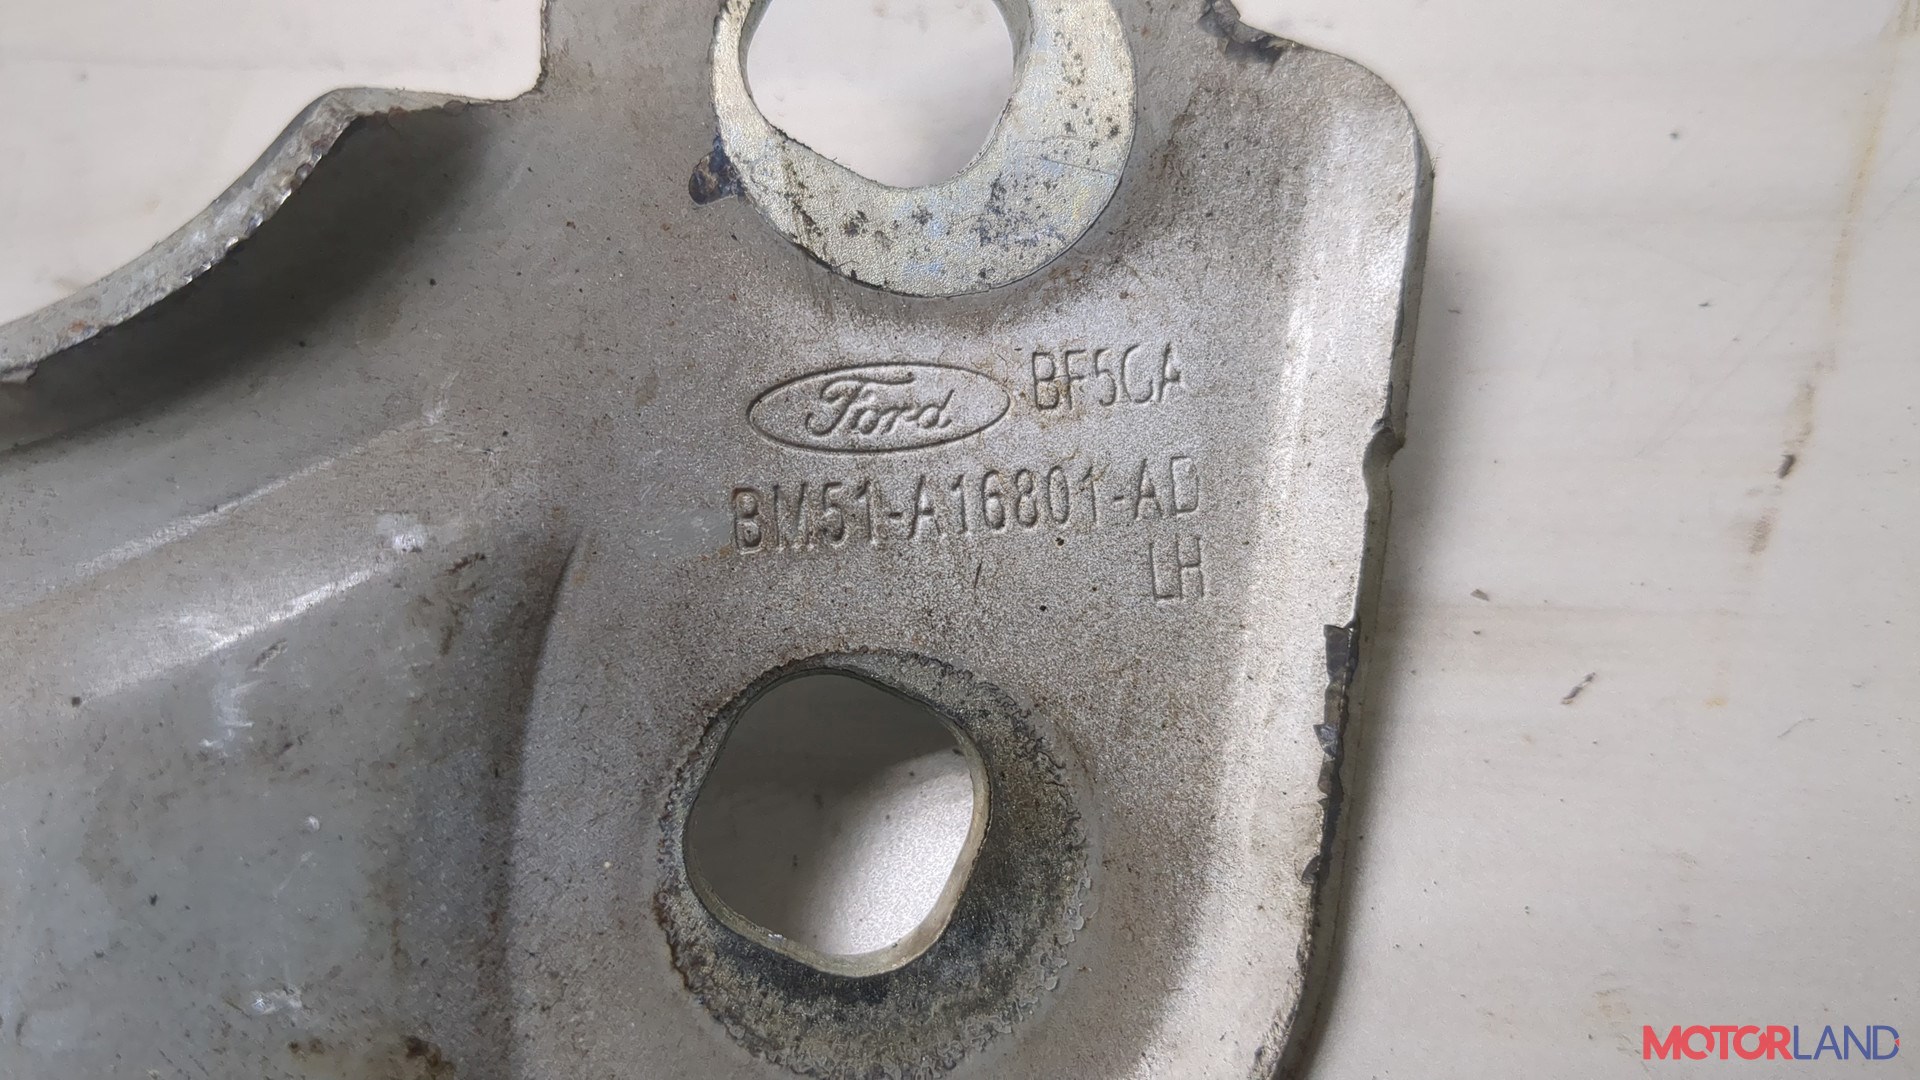 Ford BF5CA
BM51-A16801-AD
LH
MOTORLAND